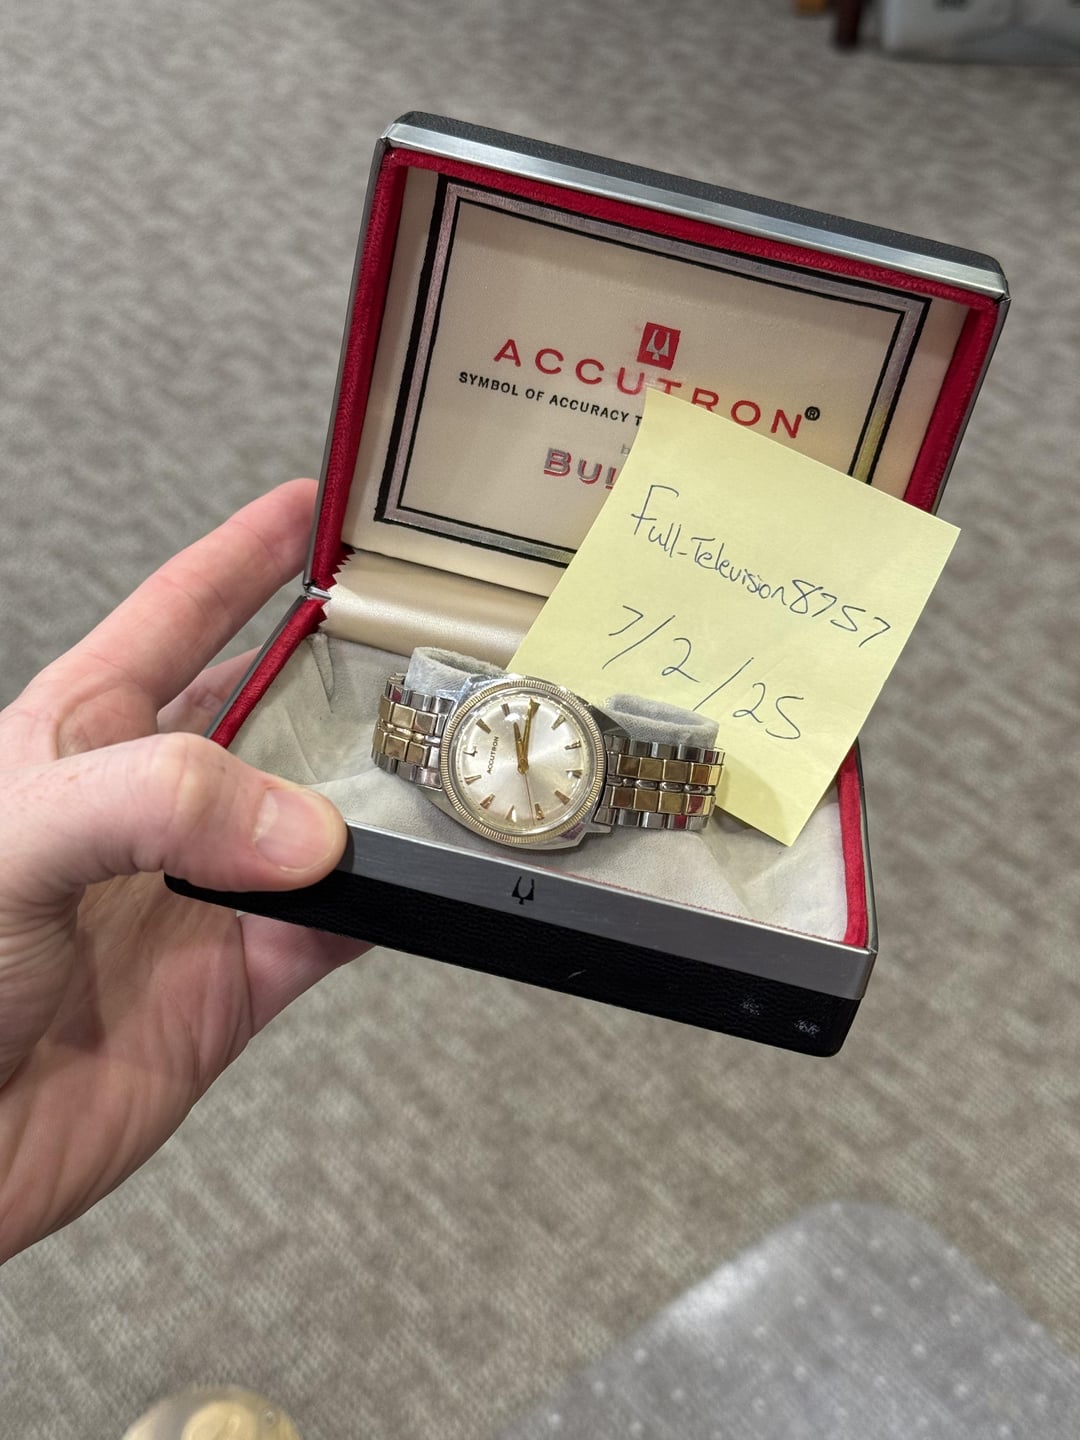 ACCUTRON®
SYMBOL OF ACCURACY
BUL
Full-Television8757
7/2/25
ACCUTRON